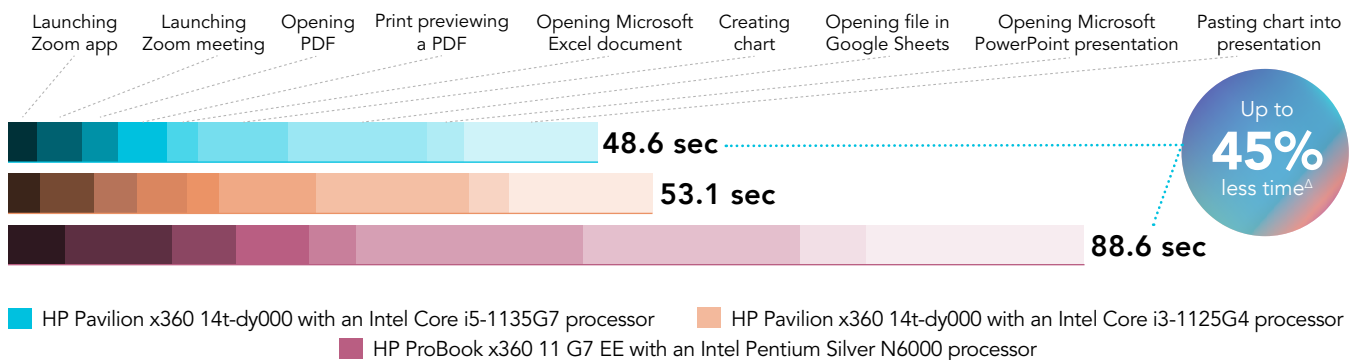 Launching
Zoom app
Launching
Zoom meeting
Opening
PDF
Print previewing
a PDF
Opening Microsoft
Excel document
Creating
chart
Opening file in
Google Sheets
Opening Microsoft
PowerPoint presentation
Pasting chart into
presentation
48.6 sec
53.1 sec
88.6 sec
Up to
45%
less time△
HP Pavilion x360 14t-dy000 with an Intel Core i5-1135G7 processor
HP Pavilion x360 14t-dy000 with an Intel Core i3-1125G4 processor
HP ProBook x360 11 G7 EE with an Intel Pentium Silver N6000 processor